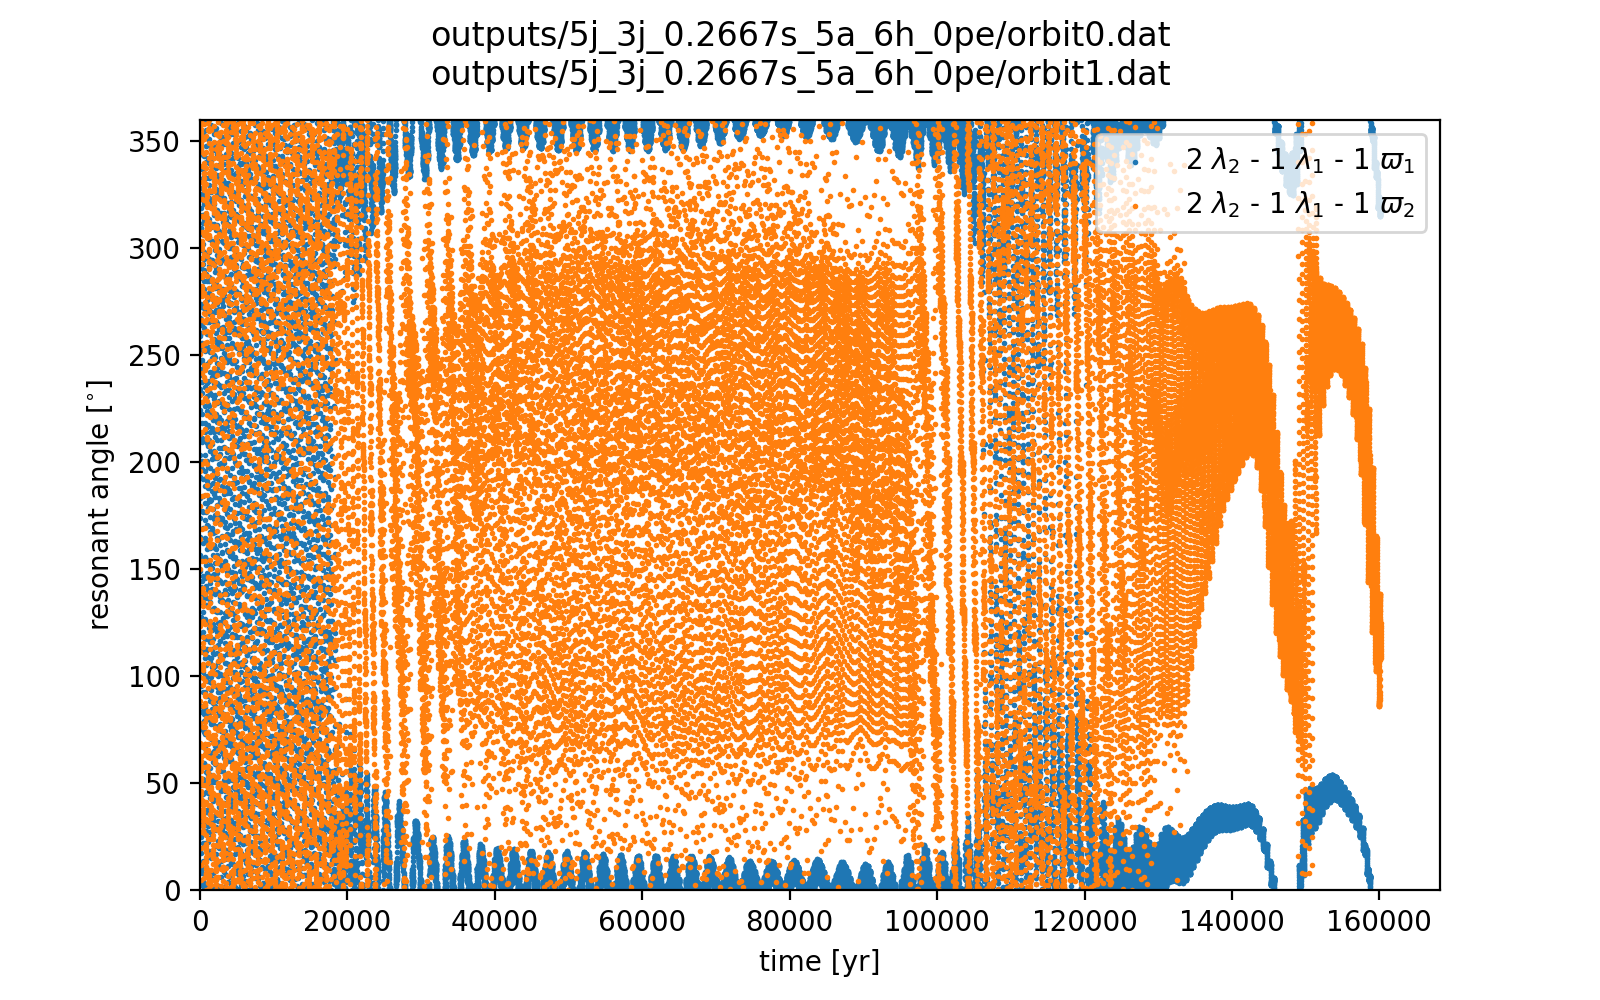 outputs/5j_3j_0.2667s_5a_6h_0pe/orbit0.dat
outputs/5j_3j_0.2667s_5a_6h_0pe/orbit1.dat
350
300
250
200
150
100
50
0
resonant angle [°]
2 λ₂ - 1 λ₁ - 1 ϖ₁
2 λ₂ - 1 λ₁ - 1 ϖ₂
0 20000 40000 60000 80000 100000 120000 140000 160000
time [yr]